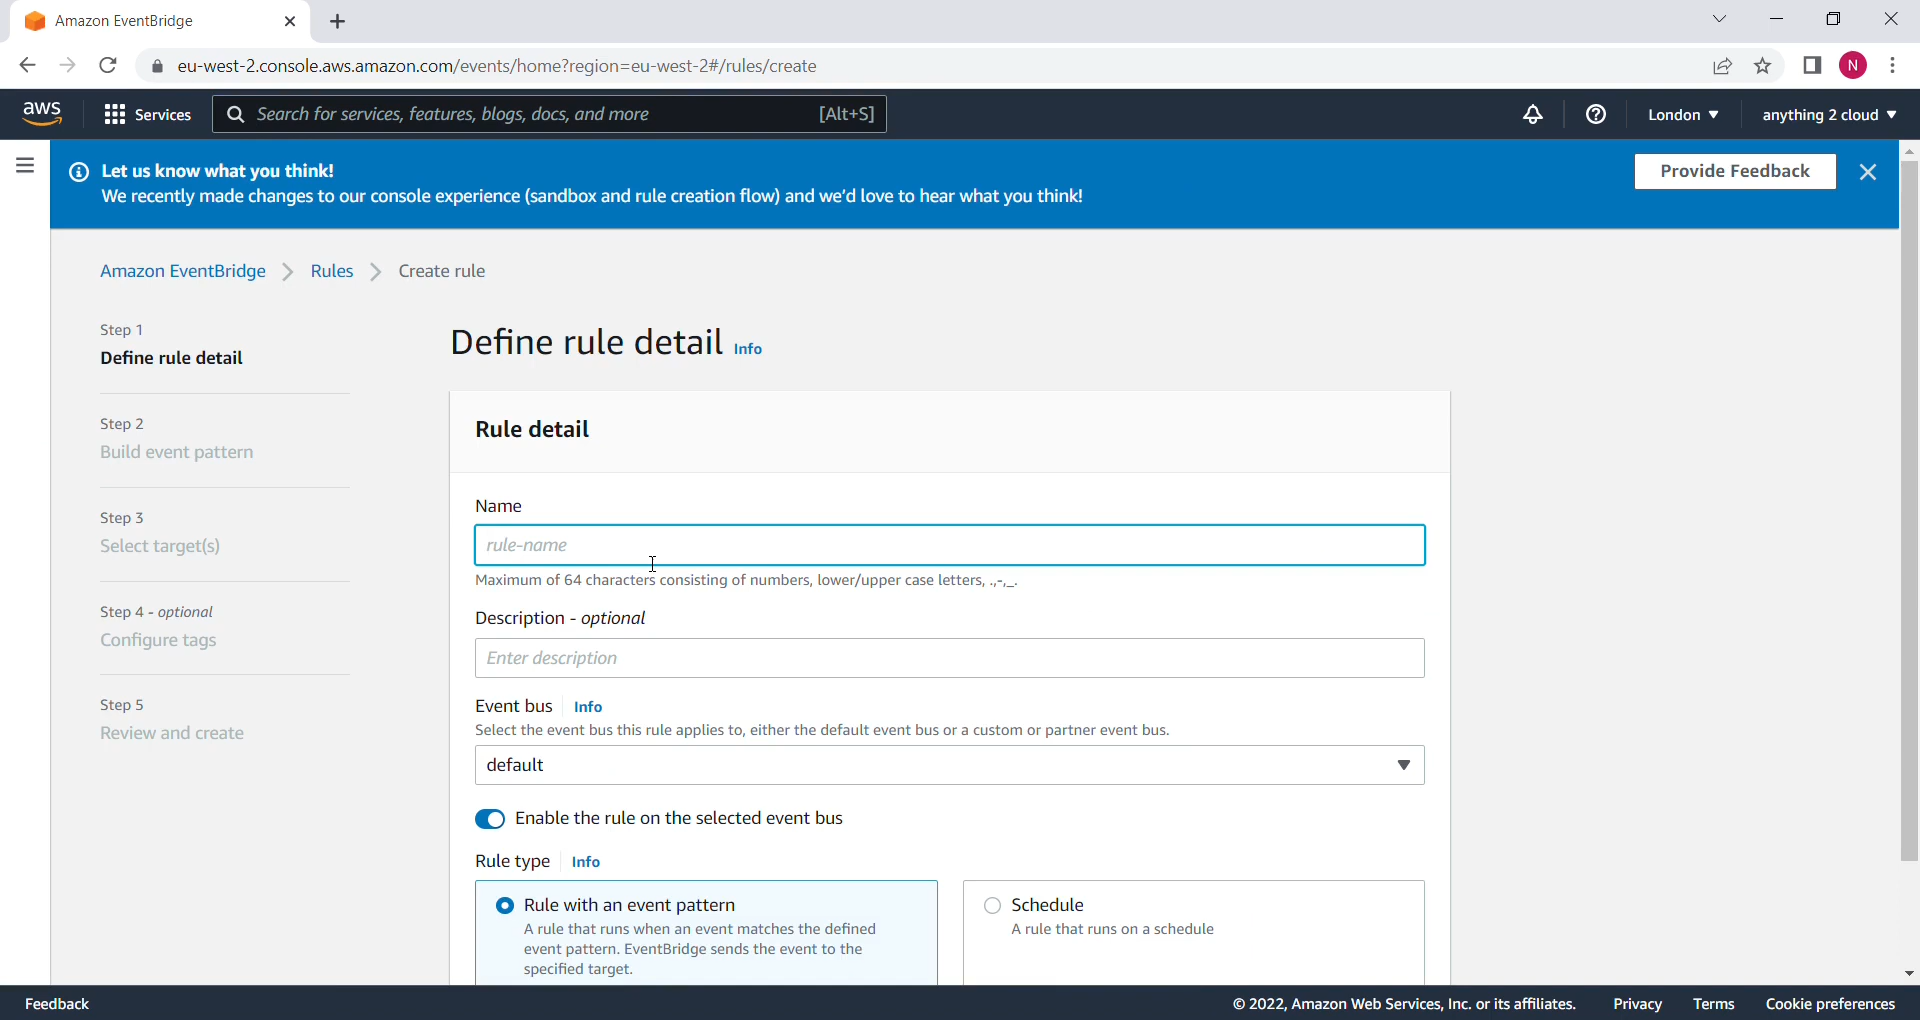 Amazon EventBridge
eu-west-2.console.aws.amazon.com/events/home?region=eu-west-2#/rules/create
N
aws
Services
Search for services, features, blogs, docs, and more [Alt+S]
London
anything 2 cloud
Let us know what you think!
We recently made changes to our console experience (sandbox and rule creation flow) and we'd love to hear what you think!
Provide Feedback
Amazon EventBridge
Rules
Create rule
Step 1
Define rule detail
Step 2
Build event pattern
Step 3
Select target(s)
Step 4 - optional
Configure tags
Step 5
Review and create
Define rule detail Info
Rule detail
Name
rule-name
Maximum of 64 characters consisting of numbers, lower/upper case letters, .,-,_.
Description - optional
Enter description
Event bus Info
Select the event bus this rule applies to, either the default event bus or a custom or partner event bus.
default
Enable the rule on the selected event bus
Rule type Info
Rule with an event pattern
A rule that runs when an event matches the defined
event pattern. EventBridge sends the event to the
specified target.
Schedule
A rule that runs on a schedule
Feedback
© 2022, Amazon Web Services, Inc. or its affiliates.
Privacy
Terms
Cookie preferences